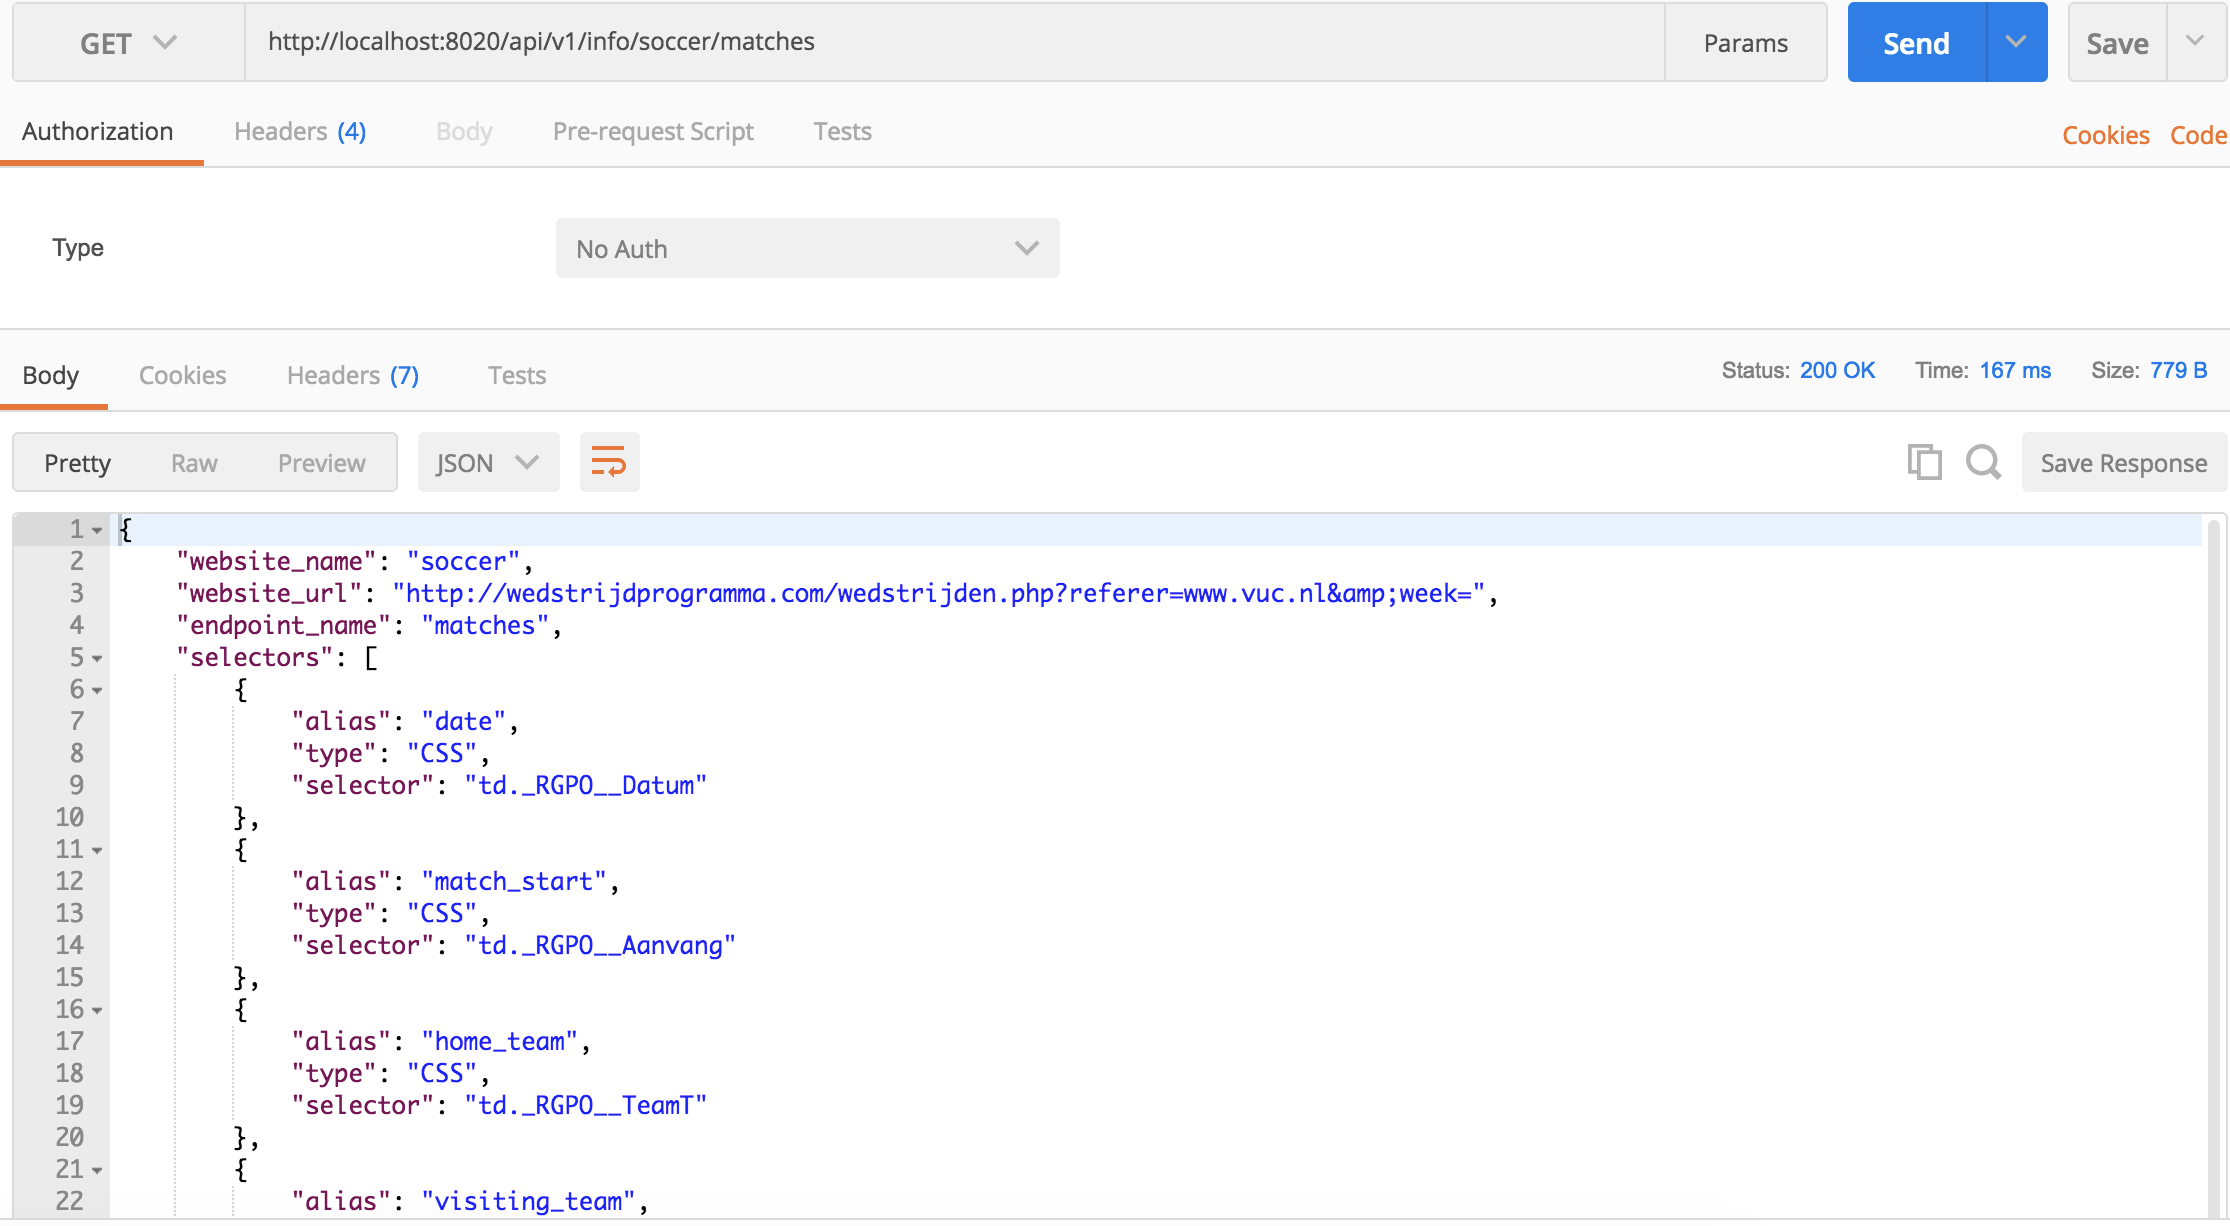 GET http://localhost:8020/api/v1/info/soccer/matches Params Send Save
Authorization Headers (4) Body Pre-request Script Tests Cookies Code
Type No Auth
Body Cookies Headers (7) Tests Status: 200 OK Time: 167 ms Size: 779 B
Pretty Raw Preview JSON Save Response
1 {
2 "website_name": "soccer",
3 "website_url": "http://wedstrijdprogramma.com/wedstrijden.php?referer=www.vuc.nl&amp;week=",
4 "endpoint_name": "matches",
5 "selectors": [
6 {
7 "alias": "date",
8 "type": "CSS",
9 "selector": "td._RGPO__Datum"
10 },
11 {
12 "alias": "match_start",
13 "type": "CSS",
14 "selector": "td._RGPO__Aanvang"
15 },
16 {
17 "alias": "home_team",
18 "type": "CSS",
19 "selector": "td._RGPO__TeamT"
20 },
21 {
22 "alias": "visiting_team",